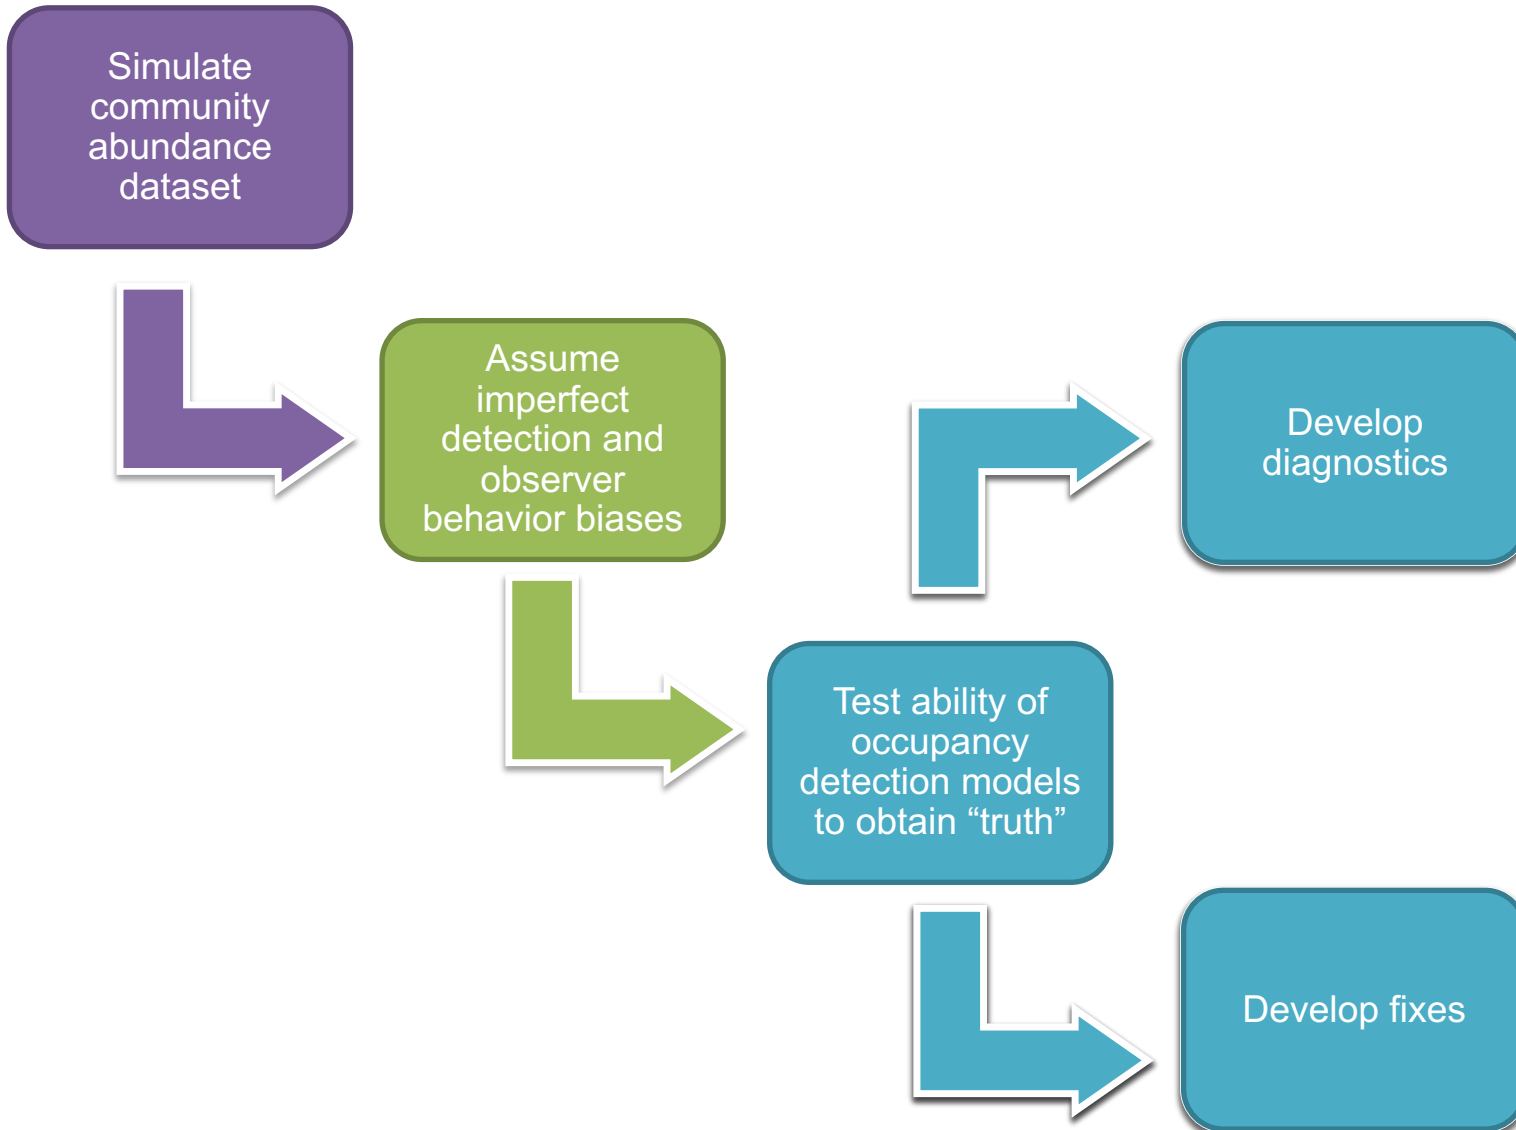 Simulate
community
abundance
dataset
Assume
imperfect
detection and
observer
behavior biases
Develop
diagnostics
Test ability of
occupancy
detection models
to obtain “truth”
Develop fixes